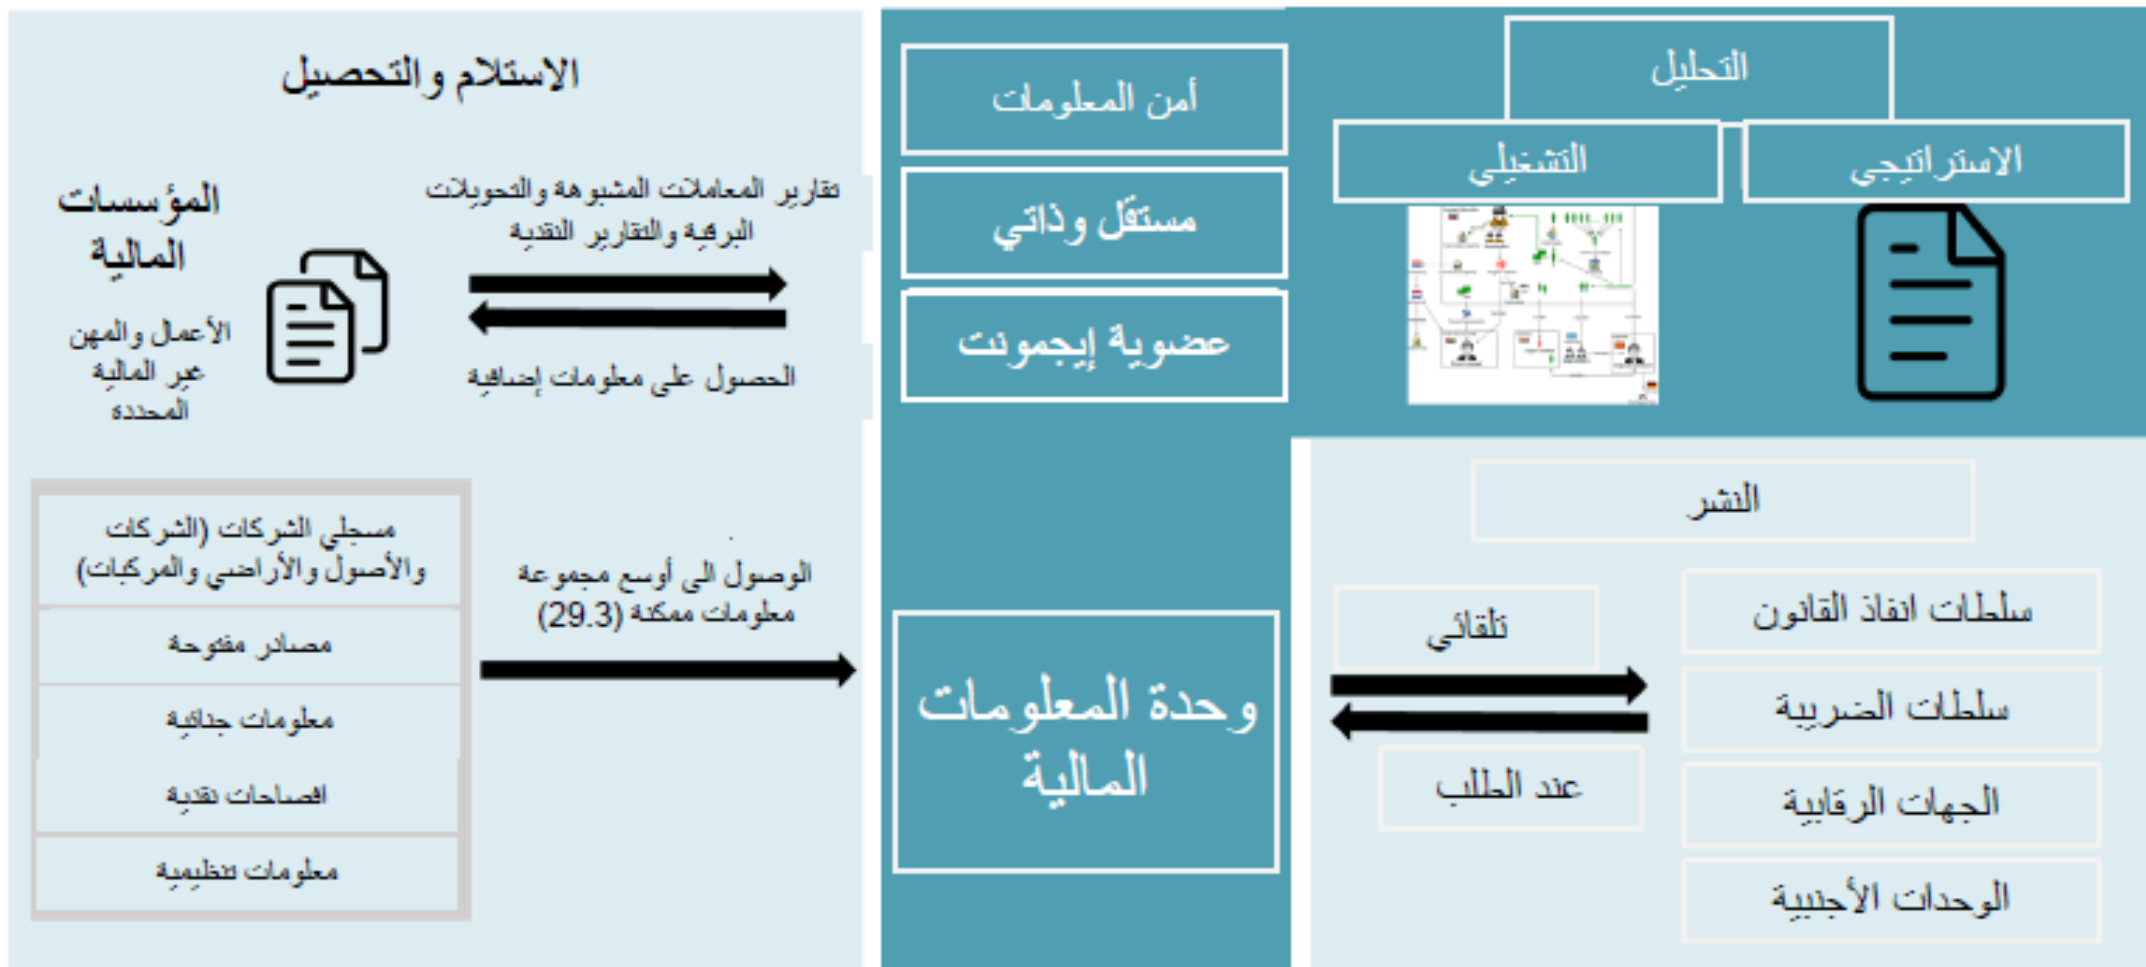 الاستلام والتحصيل
المؤسسات
المالية
الأعمال والمهن
غير المالية
المحددة
تقارير المعاملات المشبوهة والتحويلات
البرقية والتقارير النقدية
الحصول على معلومات إضافية
مسجلي الشركات (الشركات
والأصول والأراضي والمركبات)
مصادر مفتوحة
معلومات جنائية
افصاحات نقدية
معلومات تنظيمية
الوصول الى أوسع مجموعة
معلومات ممكنة (29.3)
أمن المعلومات
مستقل وذاتي
عضوية إيجمونت
وحدة المعلومات
المالية
التحليل
التشغيلي
الاستراتيجي
النشر
تلقائي
عند الطلب
سلطات انفاذ القانون
سلطات الضريبة
الجهات الرقابية
الوحدات الأجنبية